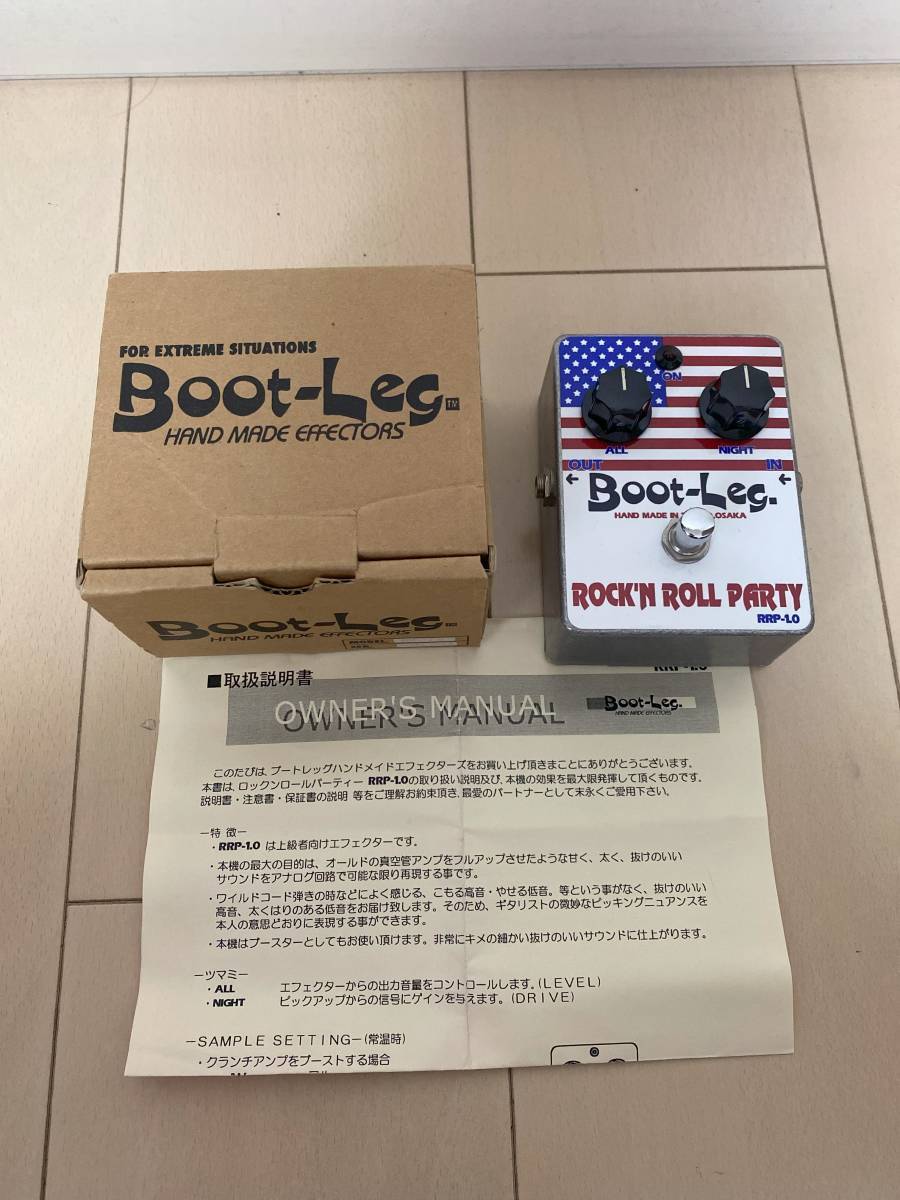 FOR EXTREME SITUATIONS
Boot-Leg. TM
HAND MADE EFFECTORS
Boot-Leg.
HAND MADE EFFECTORS
MODEL
ON
ALL NIGHT
OUT IN
← Boot-Leg. ←
HAND MADE IN OSAKA
ROCK'N ROLL PARTY
RRP-1.0
RRP-1.0
■取扱説明書
OWNER'S MANUAL
Boot-Leg.
HAND MADE EFFECTORS
このたびは、ブートレッグハンドメイドエフェクターズをお買い上げ頂きまことにありがとうございます。
本書は、ロックンロールパーティー RRP-1.0の取り扱い説明及び、本機の効果を最大限発揮して頂くものです。
説明書・注意書・保証書の説明 等をご理解お約束頂き、最愛のパートナーとして末永くご愛用下さい。
―特 徴―
・RRP-1.0 は上級者向けエフェクターです。
・本機の最大の目的は、オールドの真空管アンプをフルアップさせたような甘く、太く、抜けのいい
サウンドをアナログ回路で可能な限り再現する事です。
・ワイルドコード弾きの時などによく感じる、こもる高音・やせる低音。等という事がなく、抜けのいい
高音、太くはりのある低音をお届け致します。そのため、ギタリストの微妙なピッキングニュアンスを
本人の意思とおりに表現する事ができます。
・本機はブースターとしてもお使い頂けます。非常にキメの細かい抜けのいいサウンドに仕上がります。
―ツマミ―
・ALL エフェクターからの出力音量をコントロールします。(LEVEL)
・NIGHT ピックアップからの信号にゲインを与えます。(DRIVE)
―SAMPLE SETTING―(常温時)
・クランチアンプをブーストする場合